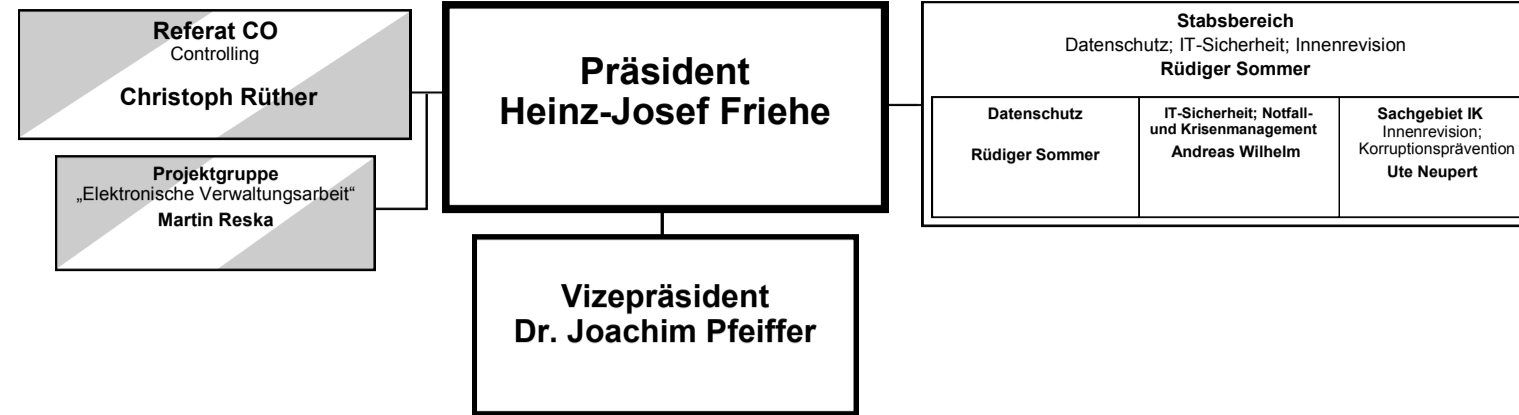 Referat CO
Controlling
Christoph Rüther
Projektgruppe
„Elektronische Verwaltungsarbeit“
Martin Reska
Präsident
Heinz-Josef Friehe
Vizepräsident
Dr. Joachim Pfeiffer
Stabsbereich
Datenschutz; IT-Sicherheit; Innenrevision
Rüdiger Sommer
Datenschutz
Rüdiger Sommer
IT-Sicherheit; Notfall-
und Krisenmanagement
Andreas Wilhelm
Sachgebiet IK
Innenrevision;
Korruptionsprävention
Ute Neupert